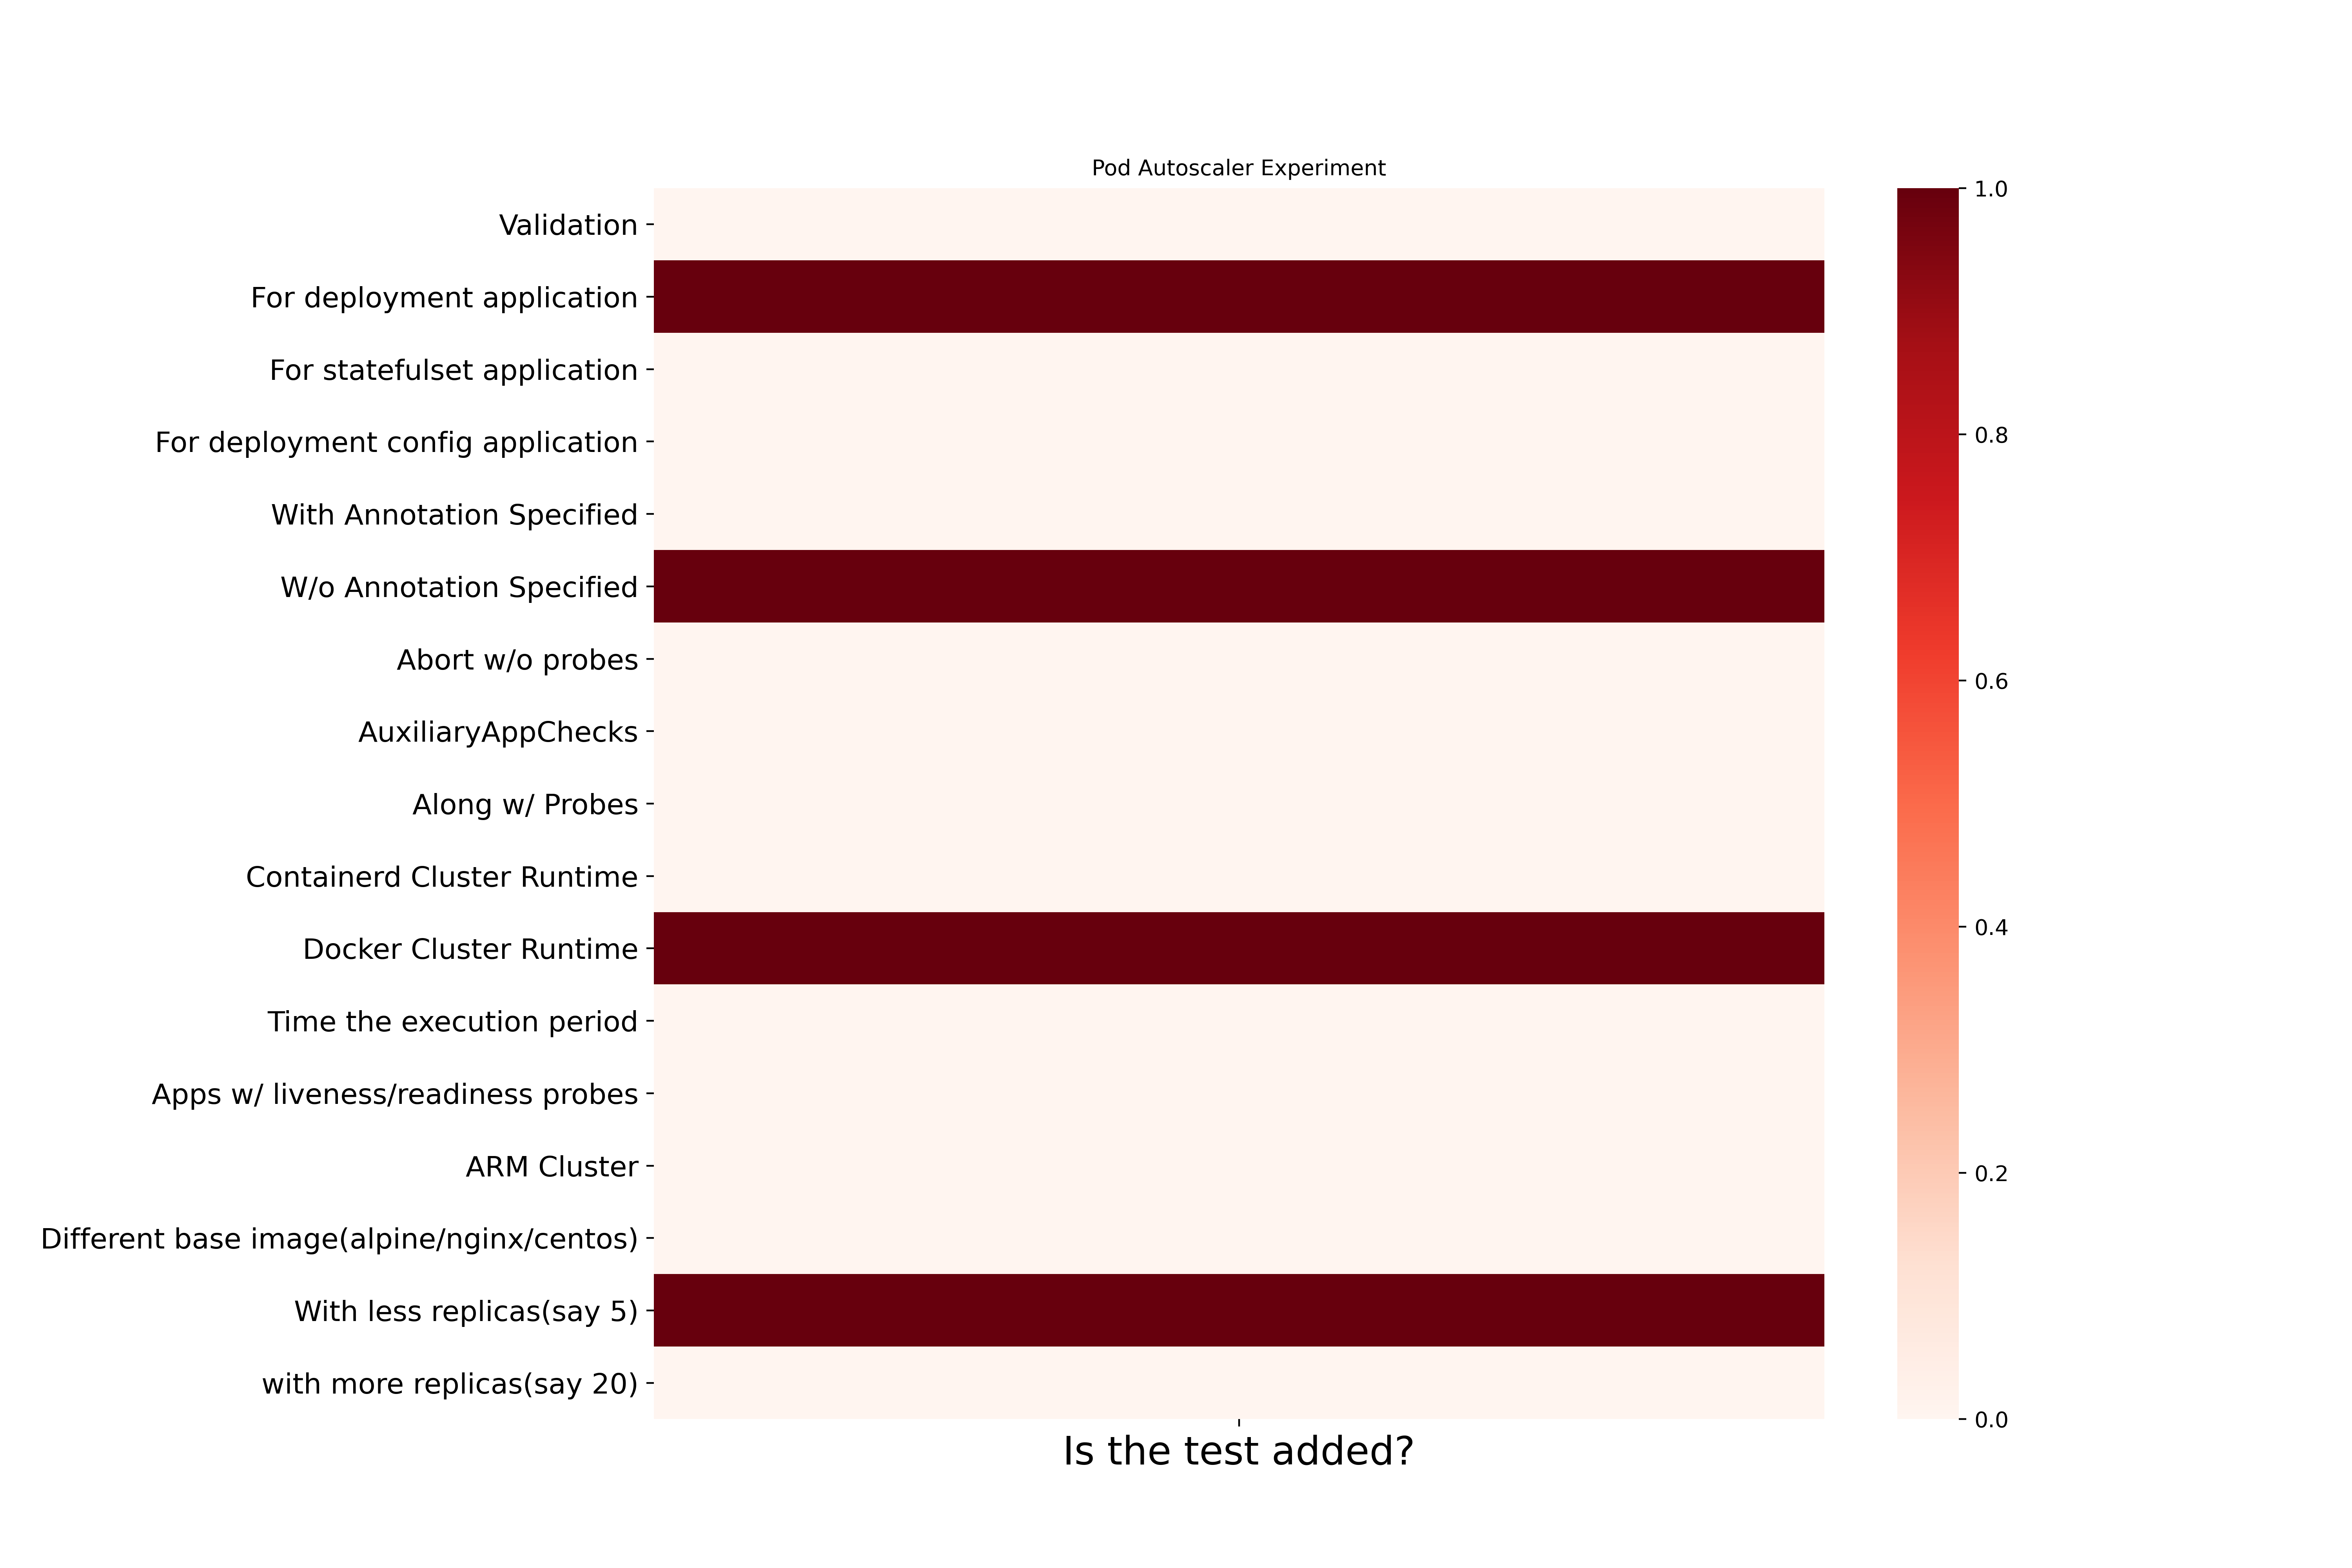 Pod Autoscaler Experiment
Validation
For deployment application
For statefulset application
For deployment config application
With Annotation Specified
W/o Annotation Specified
Abort w/o probes
AuxiliaryAppChecks
Along w/ Probes
Containerd Cluster Runtime
Docker Cluster Runtime
Time the execution period
Apps w/ liveness/readiness probes
ARM Cluster
Different base image(alpine/nginx/centos)
With less replicas(say 5)
with more replicas(say 20)
Is the test added?
1.0
0.8
0.6
0.4
0.2
0.0